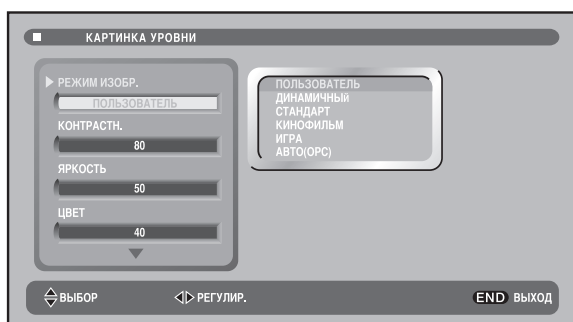 КАРТИНКА УРОВНИ
РЕЖИМ ИЗОБР.
ПОЛЬЗОВАТЕЛЬ
КОНТРАСТН.
80
ЯРКОСТЬ
50
ЦВЕТ
40
ПОЛЬЗОВАТЕЛЬ
ДИНАМИЧНЫй
СТАНДАРТ
КИНОФИЛЬМ
ИГРА
АВТО(OPC)
ВЫБОР РЕГУЛИР. END ВЫХОД